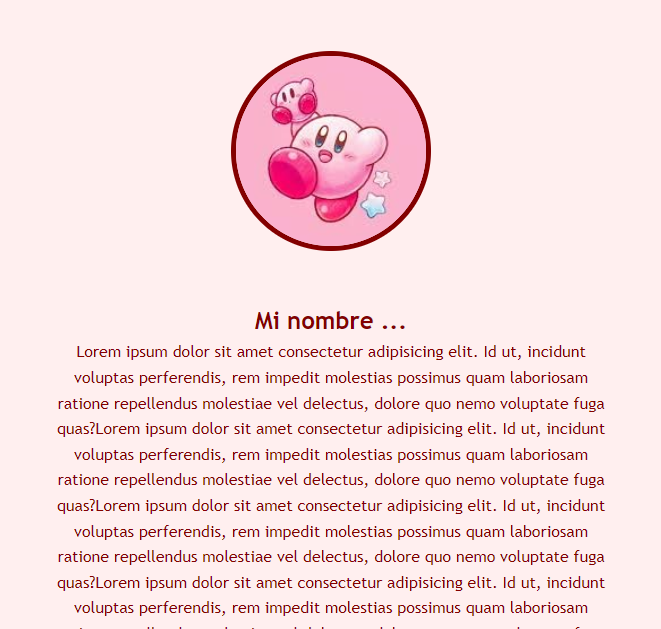 Mi nombre ...
Lorem ipsum dolor sit amet consectetur adipisicing elit. Id ut, incidunt
voluptas perferendis, rem impedit molestias possimus quam laboriosam
ratione repellendus molestiae vel delectus, dolore quo nemo voluptate fuga
quas?Lorem ipsum dolor sit amet consectetur adipisicing elit. Id ut, incidunt
voluptas perferendis, rem impedit molestias possimus quam laboriosam
ratione repellendus molestiae vel delectus, dolore quo nemo voluptate fuga
quas?Lorem ipsum dolor sit amet consectetur adipisicing elit. Id ut, incidunt
voluptas perferendis, rem impedit molestias possimus quam laboriosam
ratione repellendus molestiae vel delectus, dolore quo nemo voluptate fuga
quas?Lorem ipsum dolor sit amet consectetur adipisicing elit. Id ut, incidunt
voluptas perferendis, rem impedit molestias possimus quam laboriosam